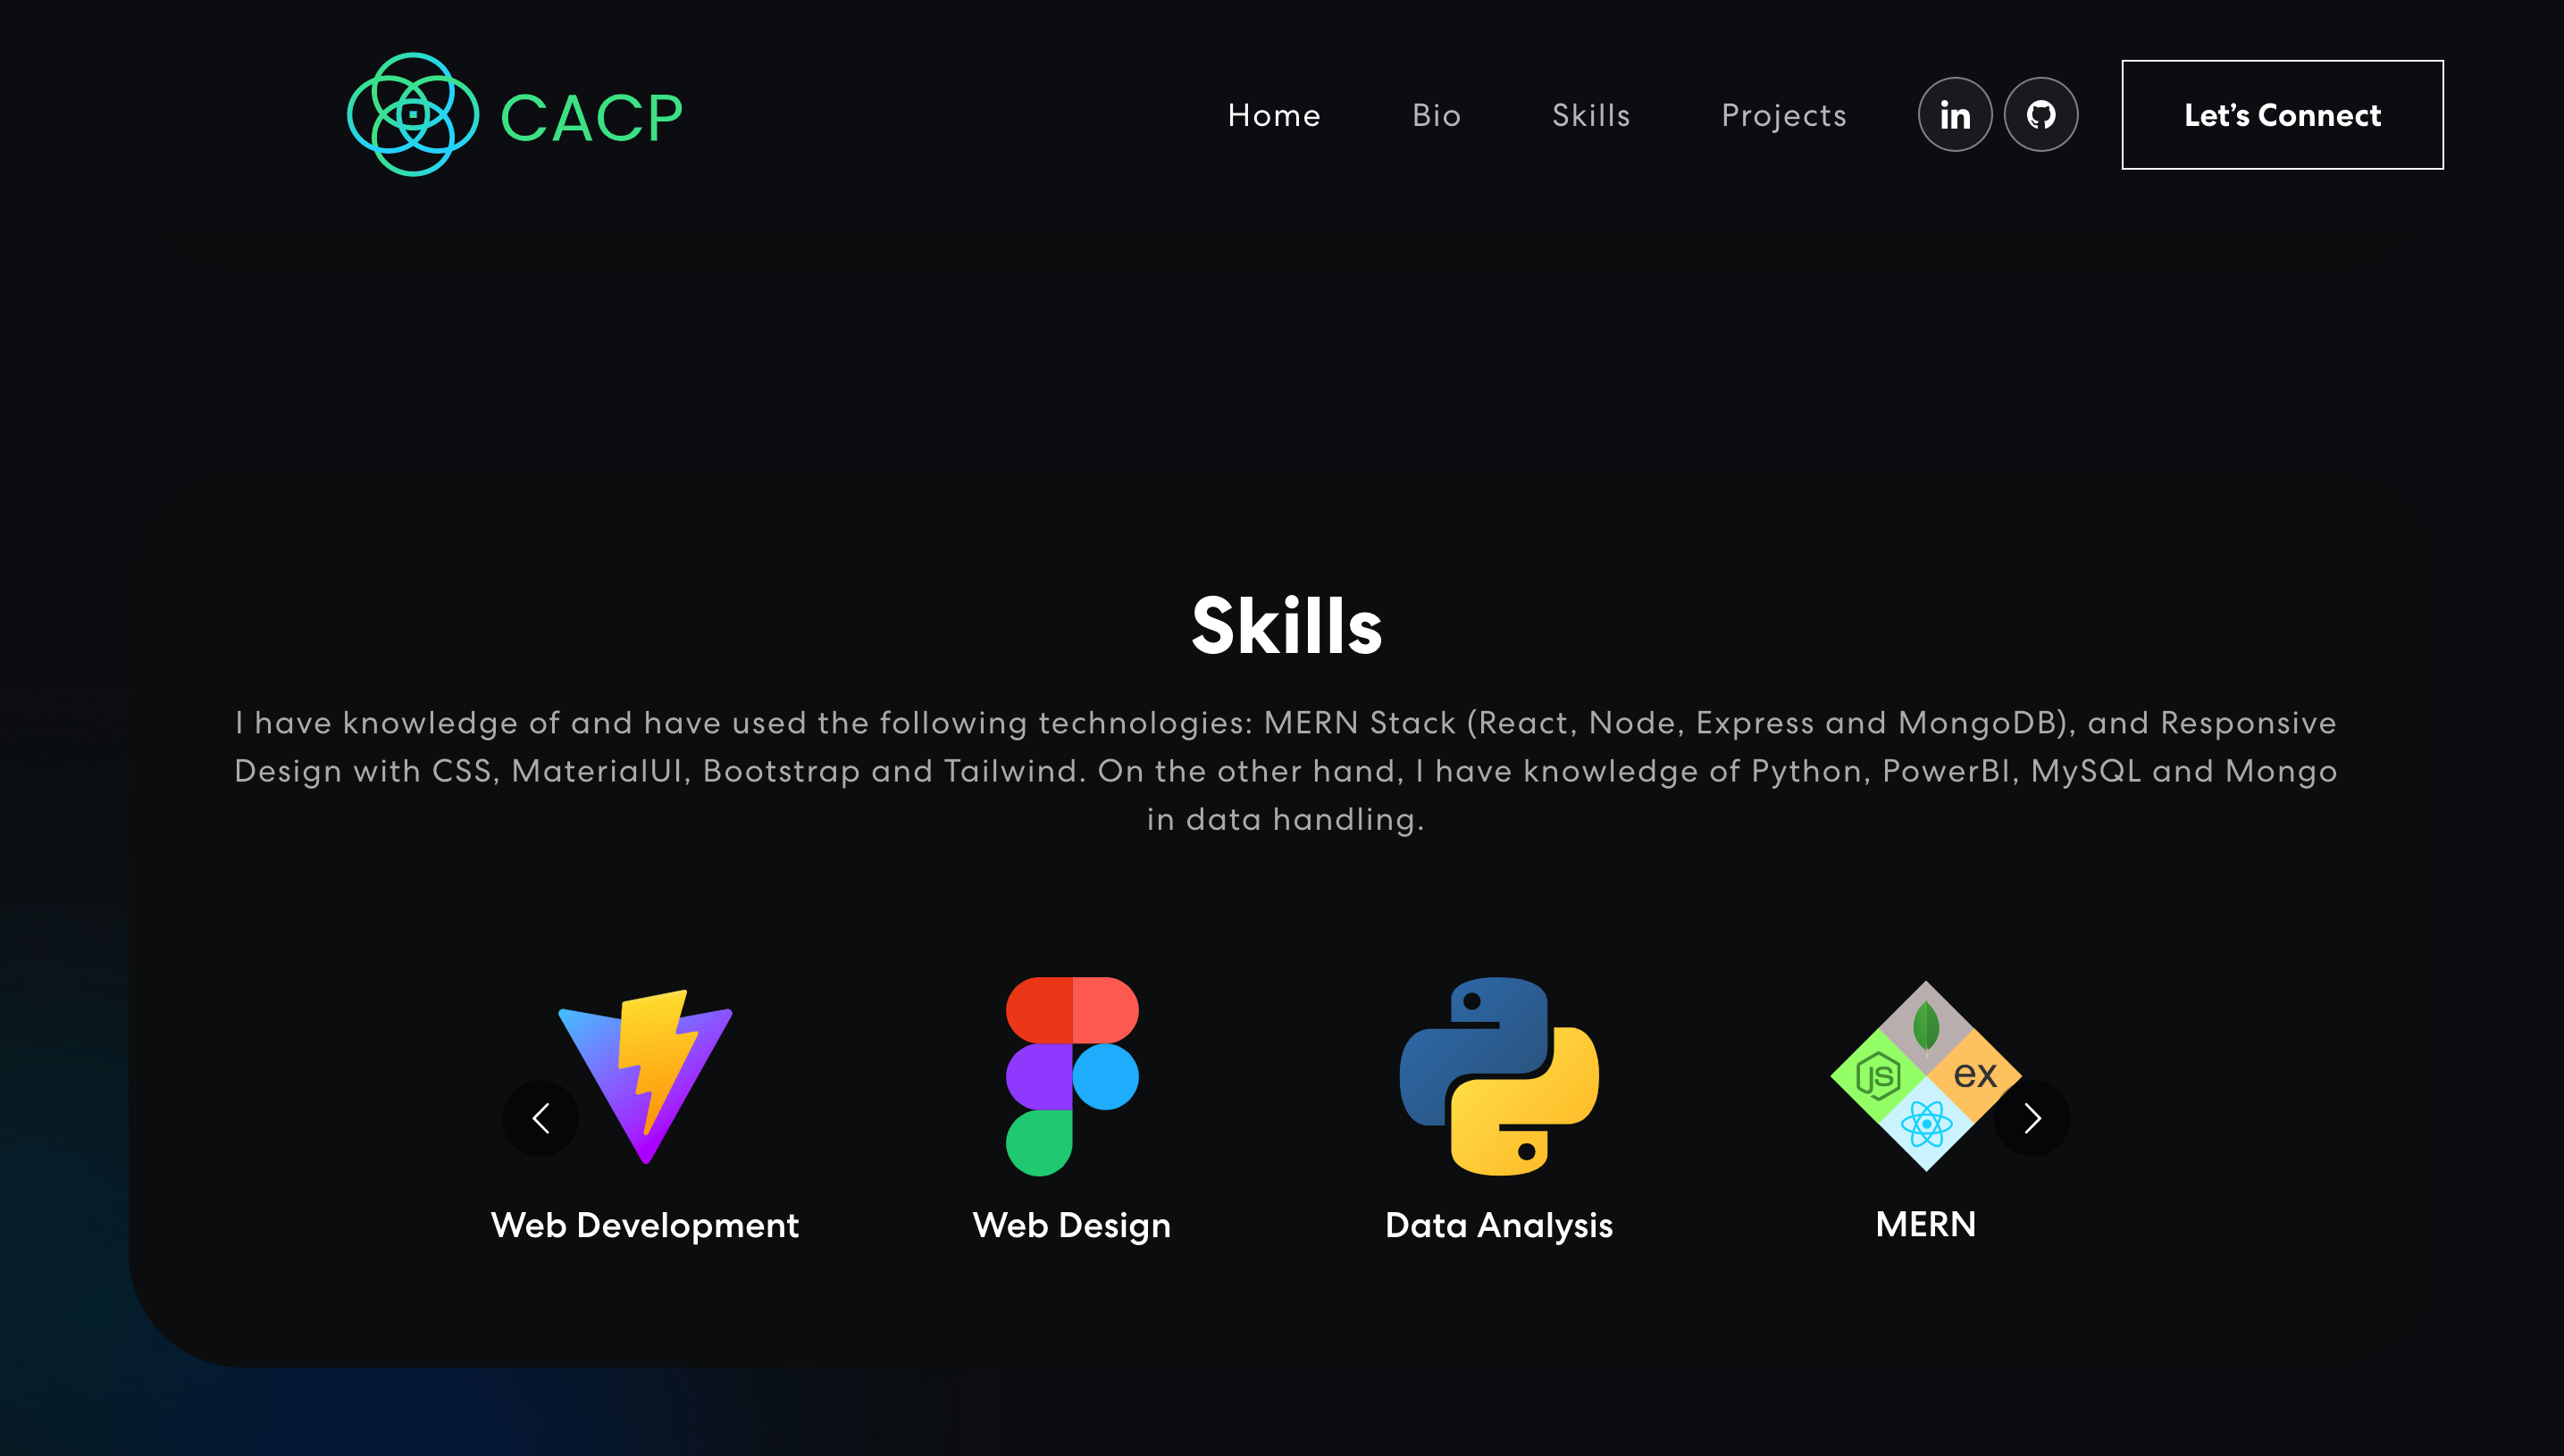 CACP
Home
Bio
Skills
Projects
in
Let’s Connect
Skills
I have knowledge of and have used the following technologies: MERN Stack (React, Node, Express and MongoDB), and Responsive
Design with CSS, MaterialUI, Bootstrap and Tailwind. On the other hand, I have knowledge of Python, PowerBI, MySQL and Mongo
in data handling.
JS
ex
Web Development
Web Design
Data Analysis
MERN